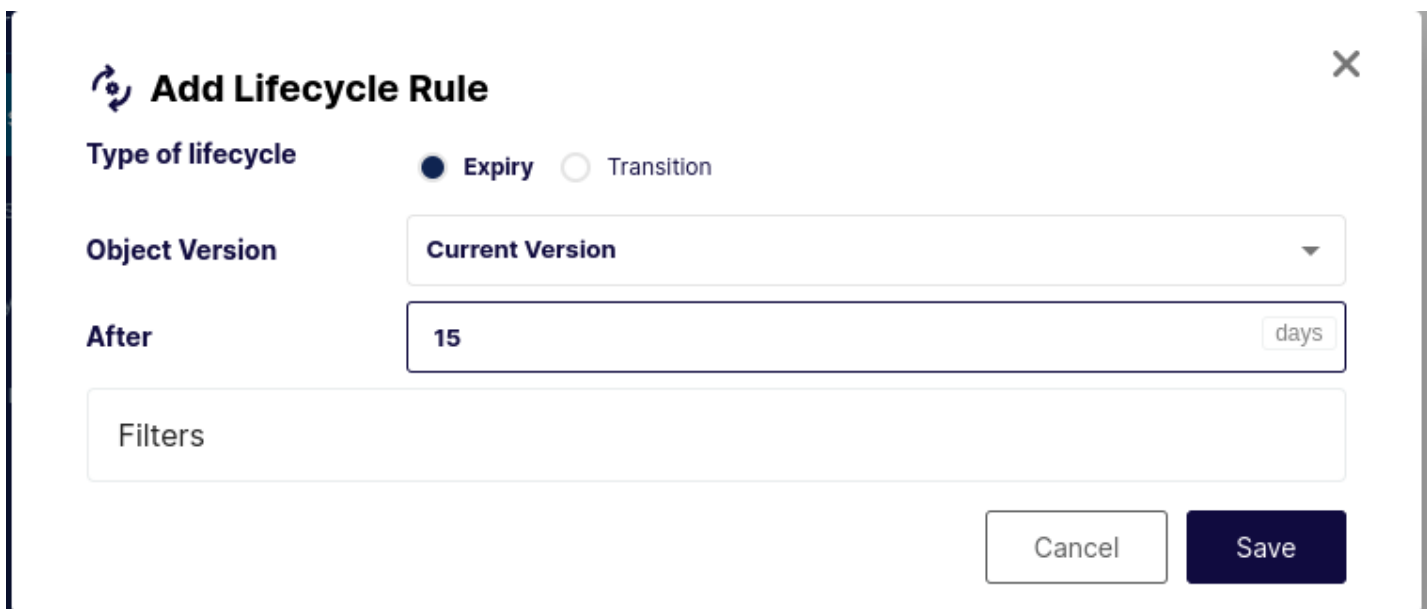 Add Lifecycle Rule
Type of lifecycle
Expiry Transition
Object Version Current Version
After 15 days
Filters
Cancel Save